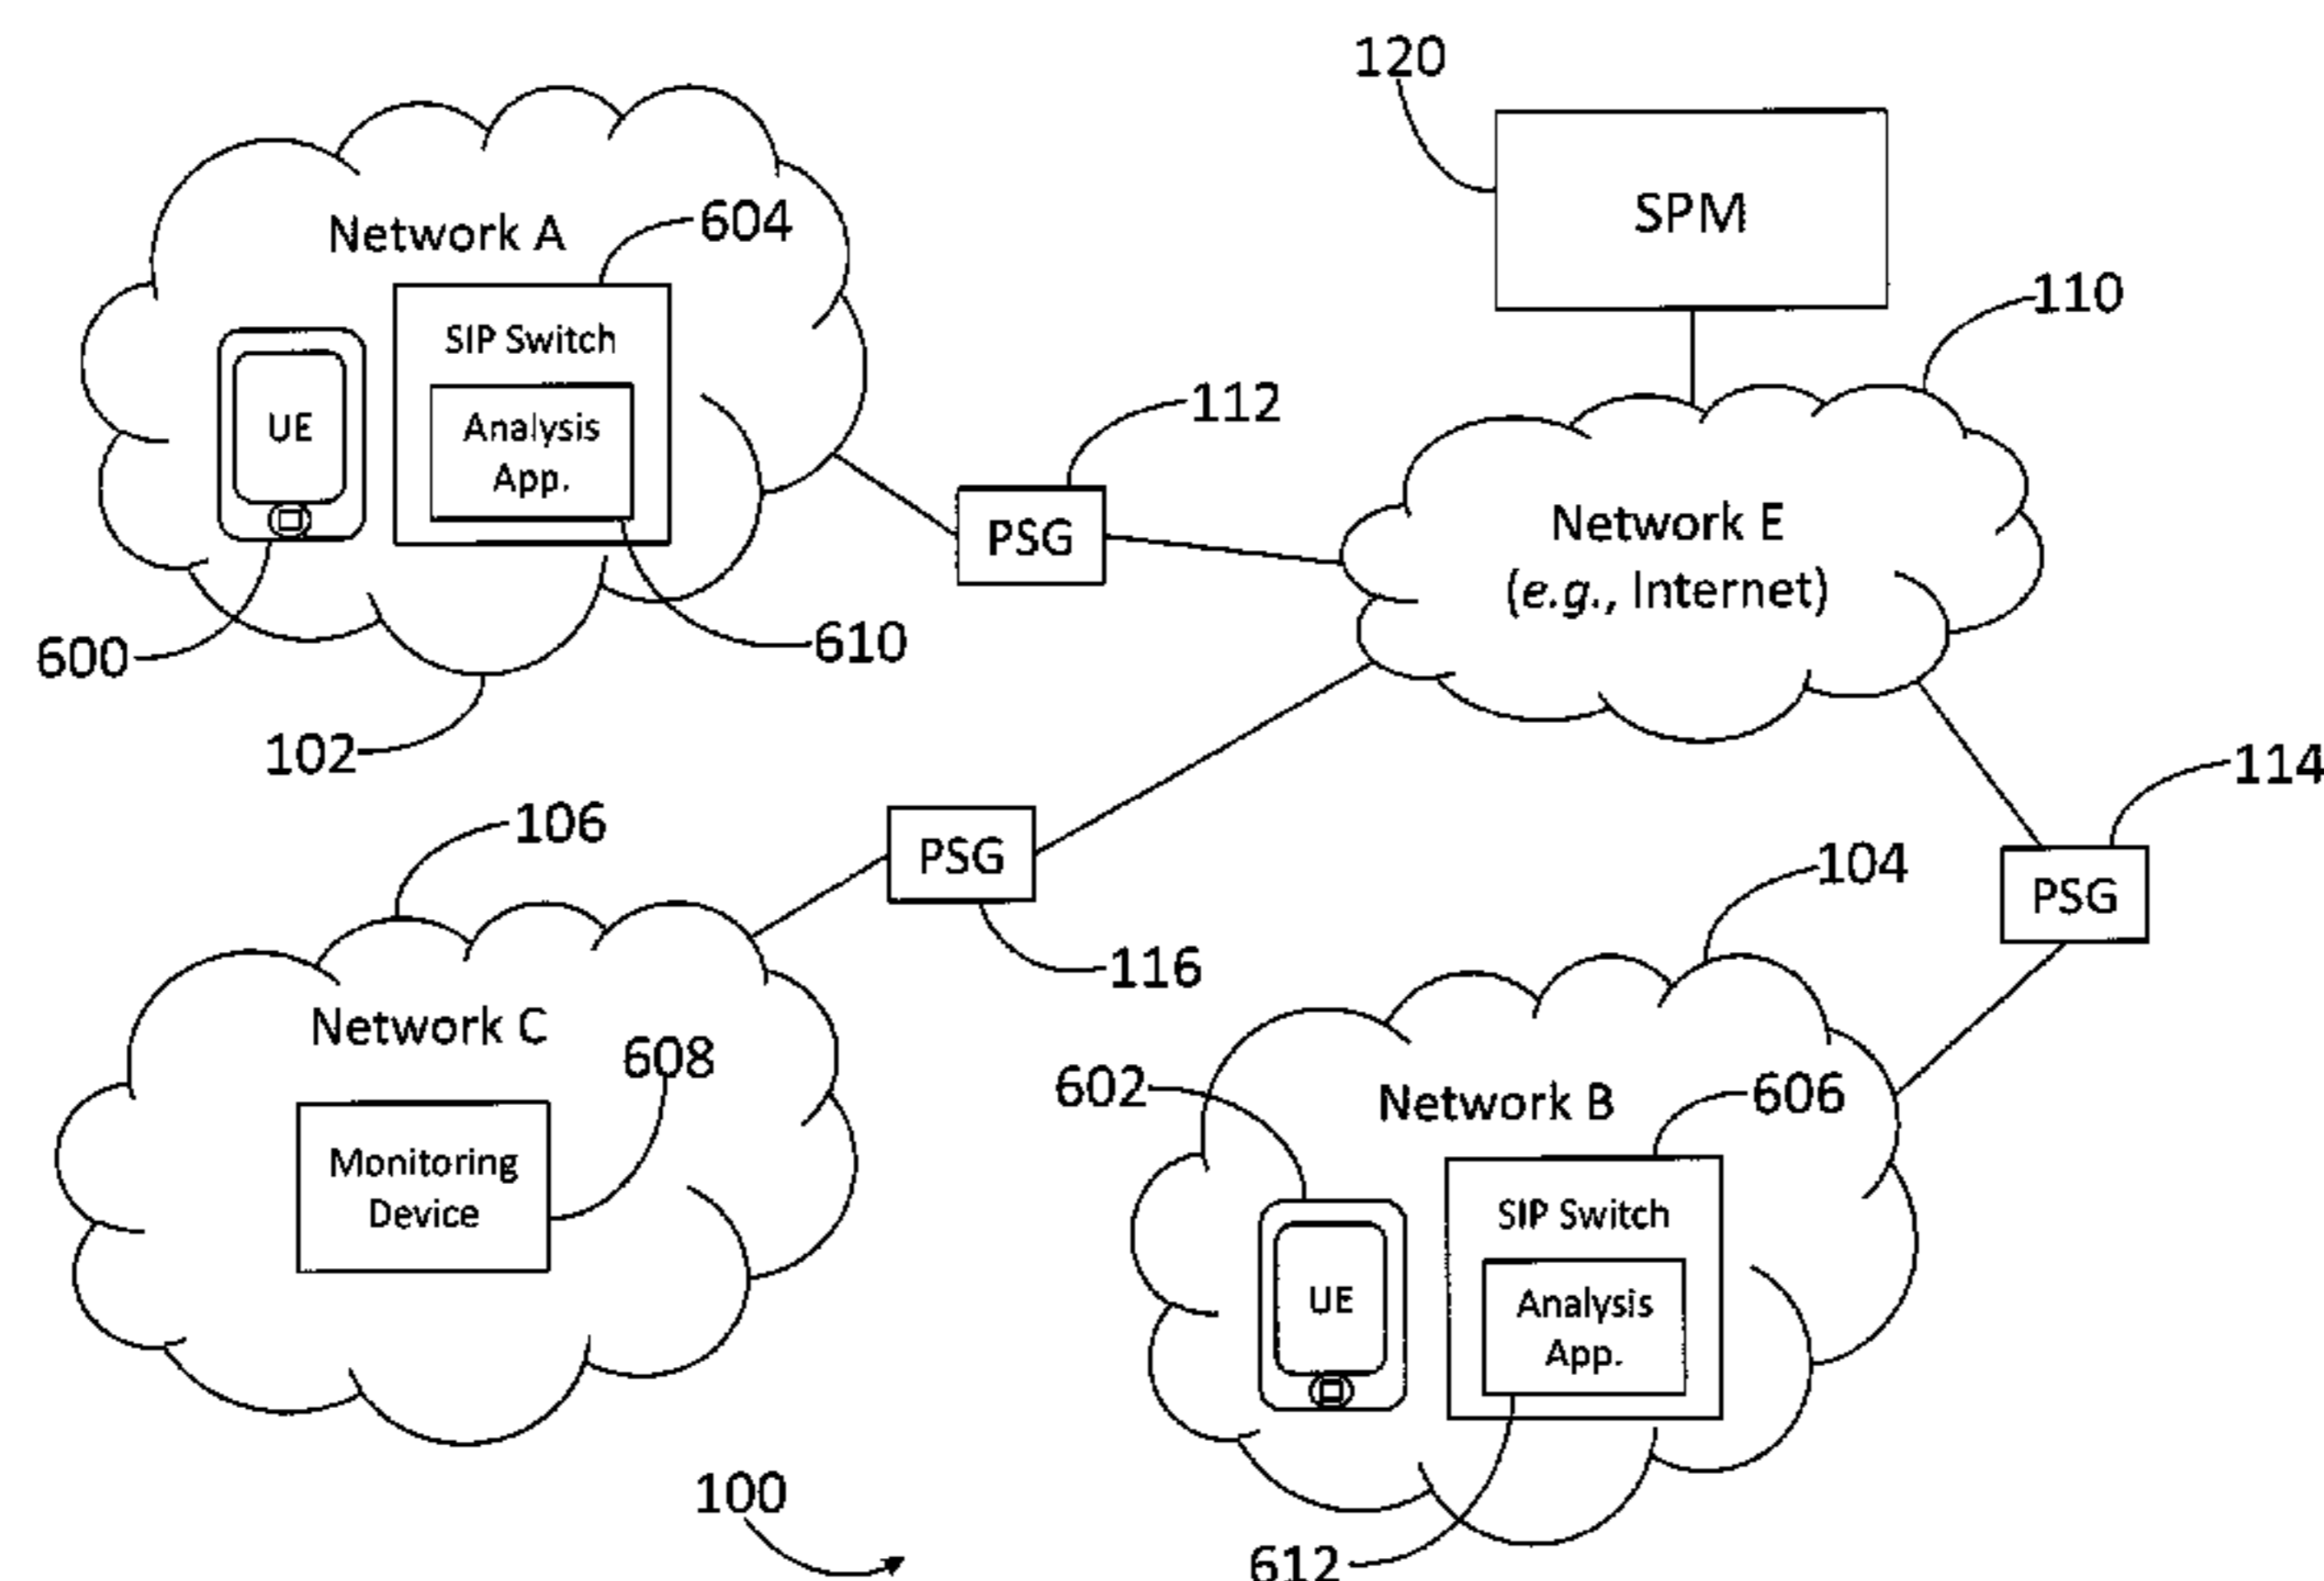 120
Network A
604
SPM
110
SIP Switch
UE
Analysis
App.
112
PSG
Network E
(e.g., Internet)
600
610
102
114
106
PSG
104
PSG
116
Network C
608
602
Network B
606
Monitoring
Device
SIP Switch
UE
Analysis
App.
100
612